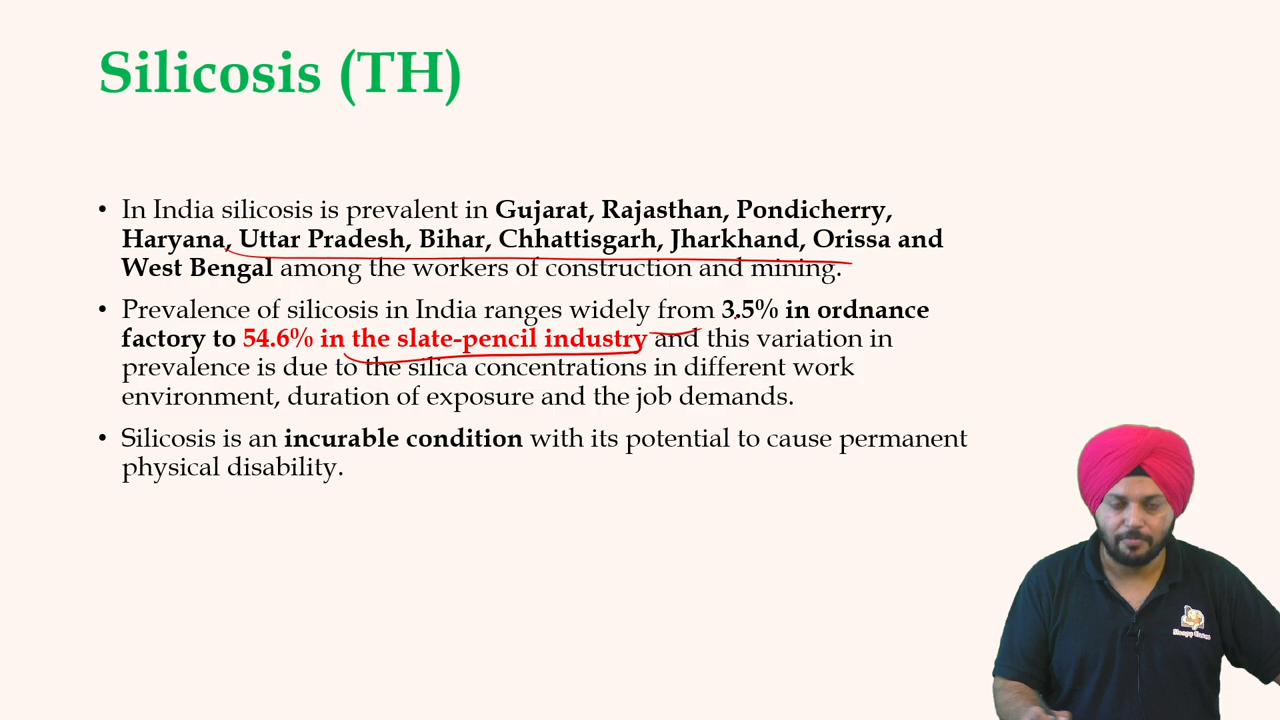 Silicosis (TH)
• In India silicosis is prevalent in Gujarat, Rajasthan, Pondicherry,
Haryana, Uttar Pradesh, Bihar, Chhattisgarh, Jharkhand, Orissa and
West Bengal among the workers of construction and mining.
• Prevalence of silicosis in India ranges widely from 3.5% in ordnance
factory to 54.6% in the slate-pencil industry and this variation in
prevalence is due to the silica concentrations in different work
environment, duration of exposure and the job demands.
• Silicosis is an incurable condition with its potential to cause permanent
physical disability.